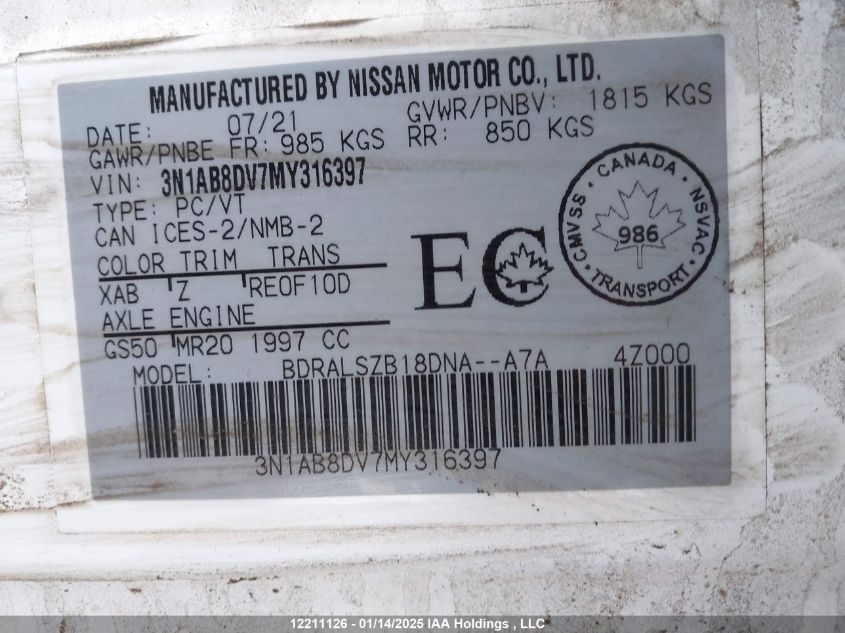 MANUFACTURED BY NISSAN MOTOR CO., LTD.
DATE: 07/21 GVWR/PNBV: 1815 KGS
GAWR/PNBE FR: 985 KGS RR: 850 KGS
VIN: 3N1AB8DV7MY316397
TYPE: PC/VT
CAN ICES-2/NMB-2
COLOR TRIM TRANS
XAB Z RE0F10D
AXLE ENGINE
GS50 MR20 1997 CC
EC
CANADA
CMVSS
986
NSVAC
TRANSPORT
MODEL: BDRALSZB18DNA--A7A 4Z000
3N1AB8DV7MY316397
12211126 - 01/14/2025 IAA Holdings , LLC